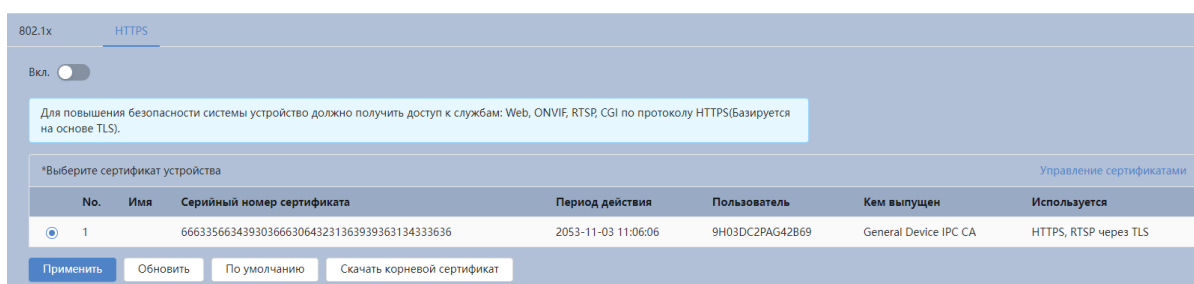 802.1x HTTPS
Вкл.
Для повышения безопасности системы устройство должно получить доступ к службам: Web, ONVIF, RTSP, CGI по протоколу HTTPS(Базируется
на основе TLS).
*Выберите сертификат устройства Управление сертификатами
No. Имя Серийный номер сертификата Период действия Пользователь Кем выпущен Используется
1 66633566343930366630643231363939363134333636 2053-11-03 11:06:06 9H03DC2PAG42B69 General Device IPC CA HTTPS, RTSP через TLS
Применить Обновить По умолчанию Скачать корневой сертификат